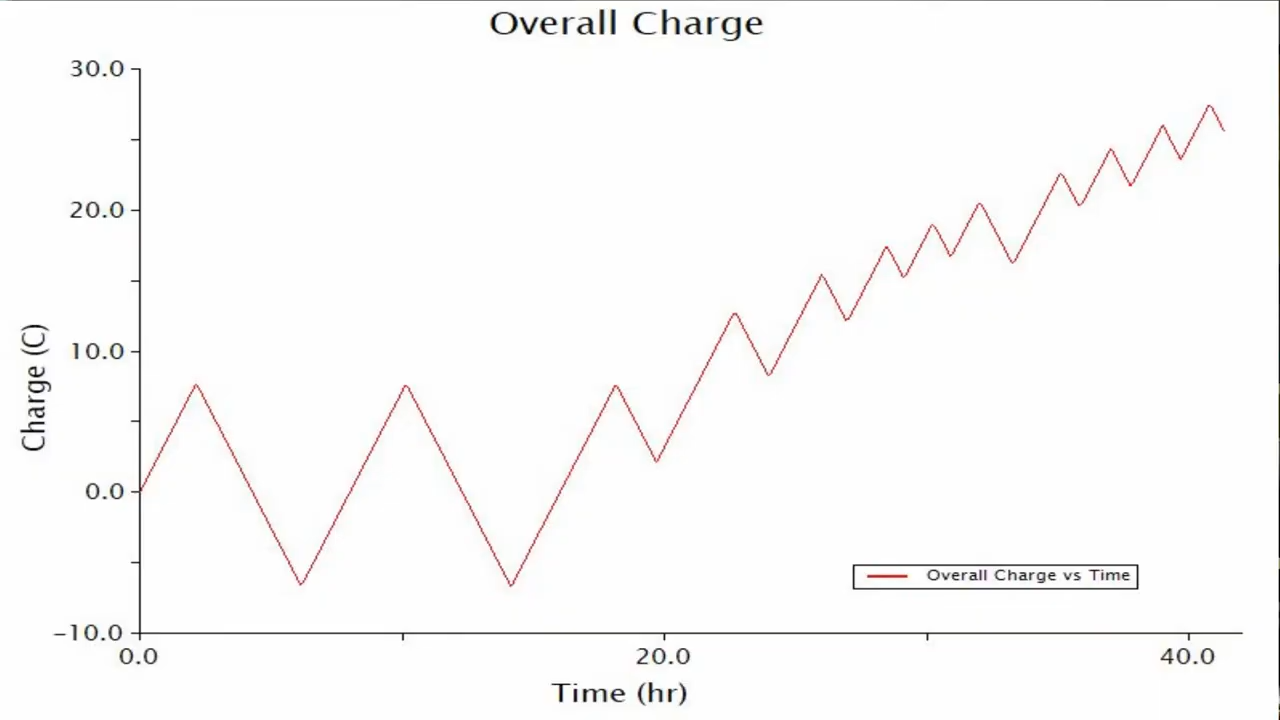 Overall Charge
30.0
20.0
10.0
0.0
−10.0
Charge (C)
Overall Charge vs Time
0.0 20.0 40.0
Time (hr)